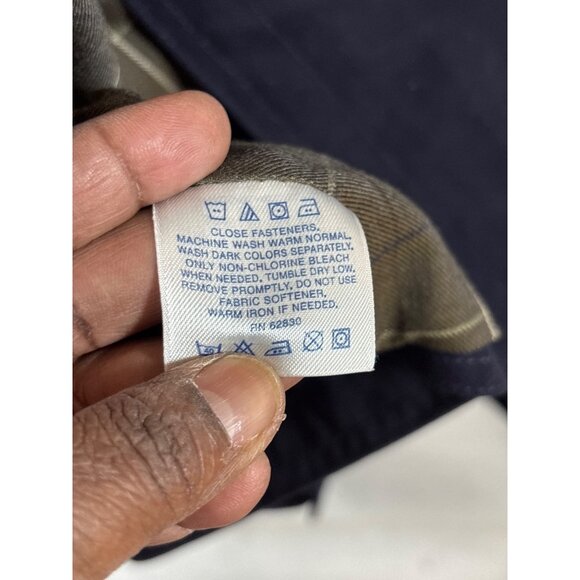 CLOSE FASTENERS.
MACHINE WASH WARM NORMAL.
WASH DARK COLORS SEPARATELY.
ONLY NON-CHLORINE BLEACH
WHEN NEEDED. TUMBLE DRY LOW.
REMOVE PROMPTLY. DO NOT USE
FABRIC SOFTENER.
WARM IRON IF NEEDED.
RN 62830